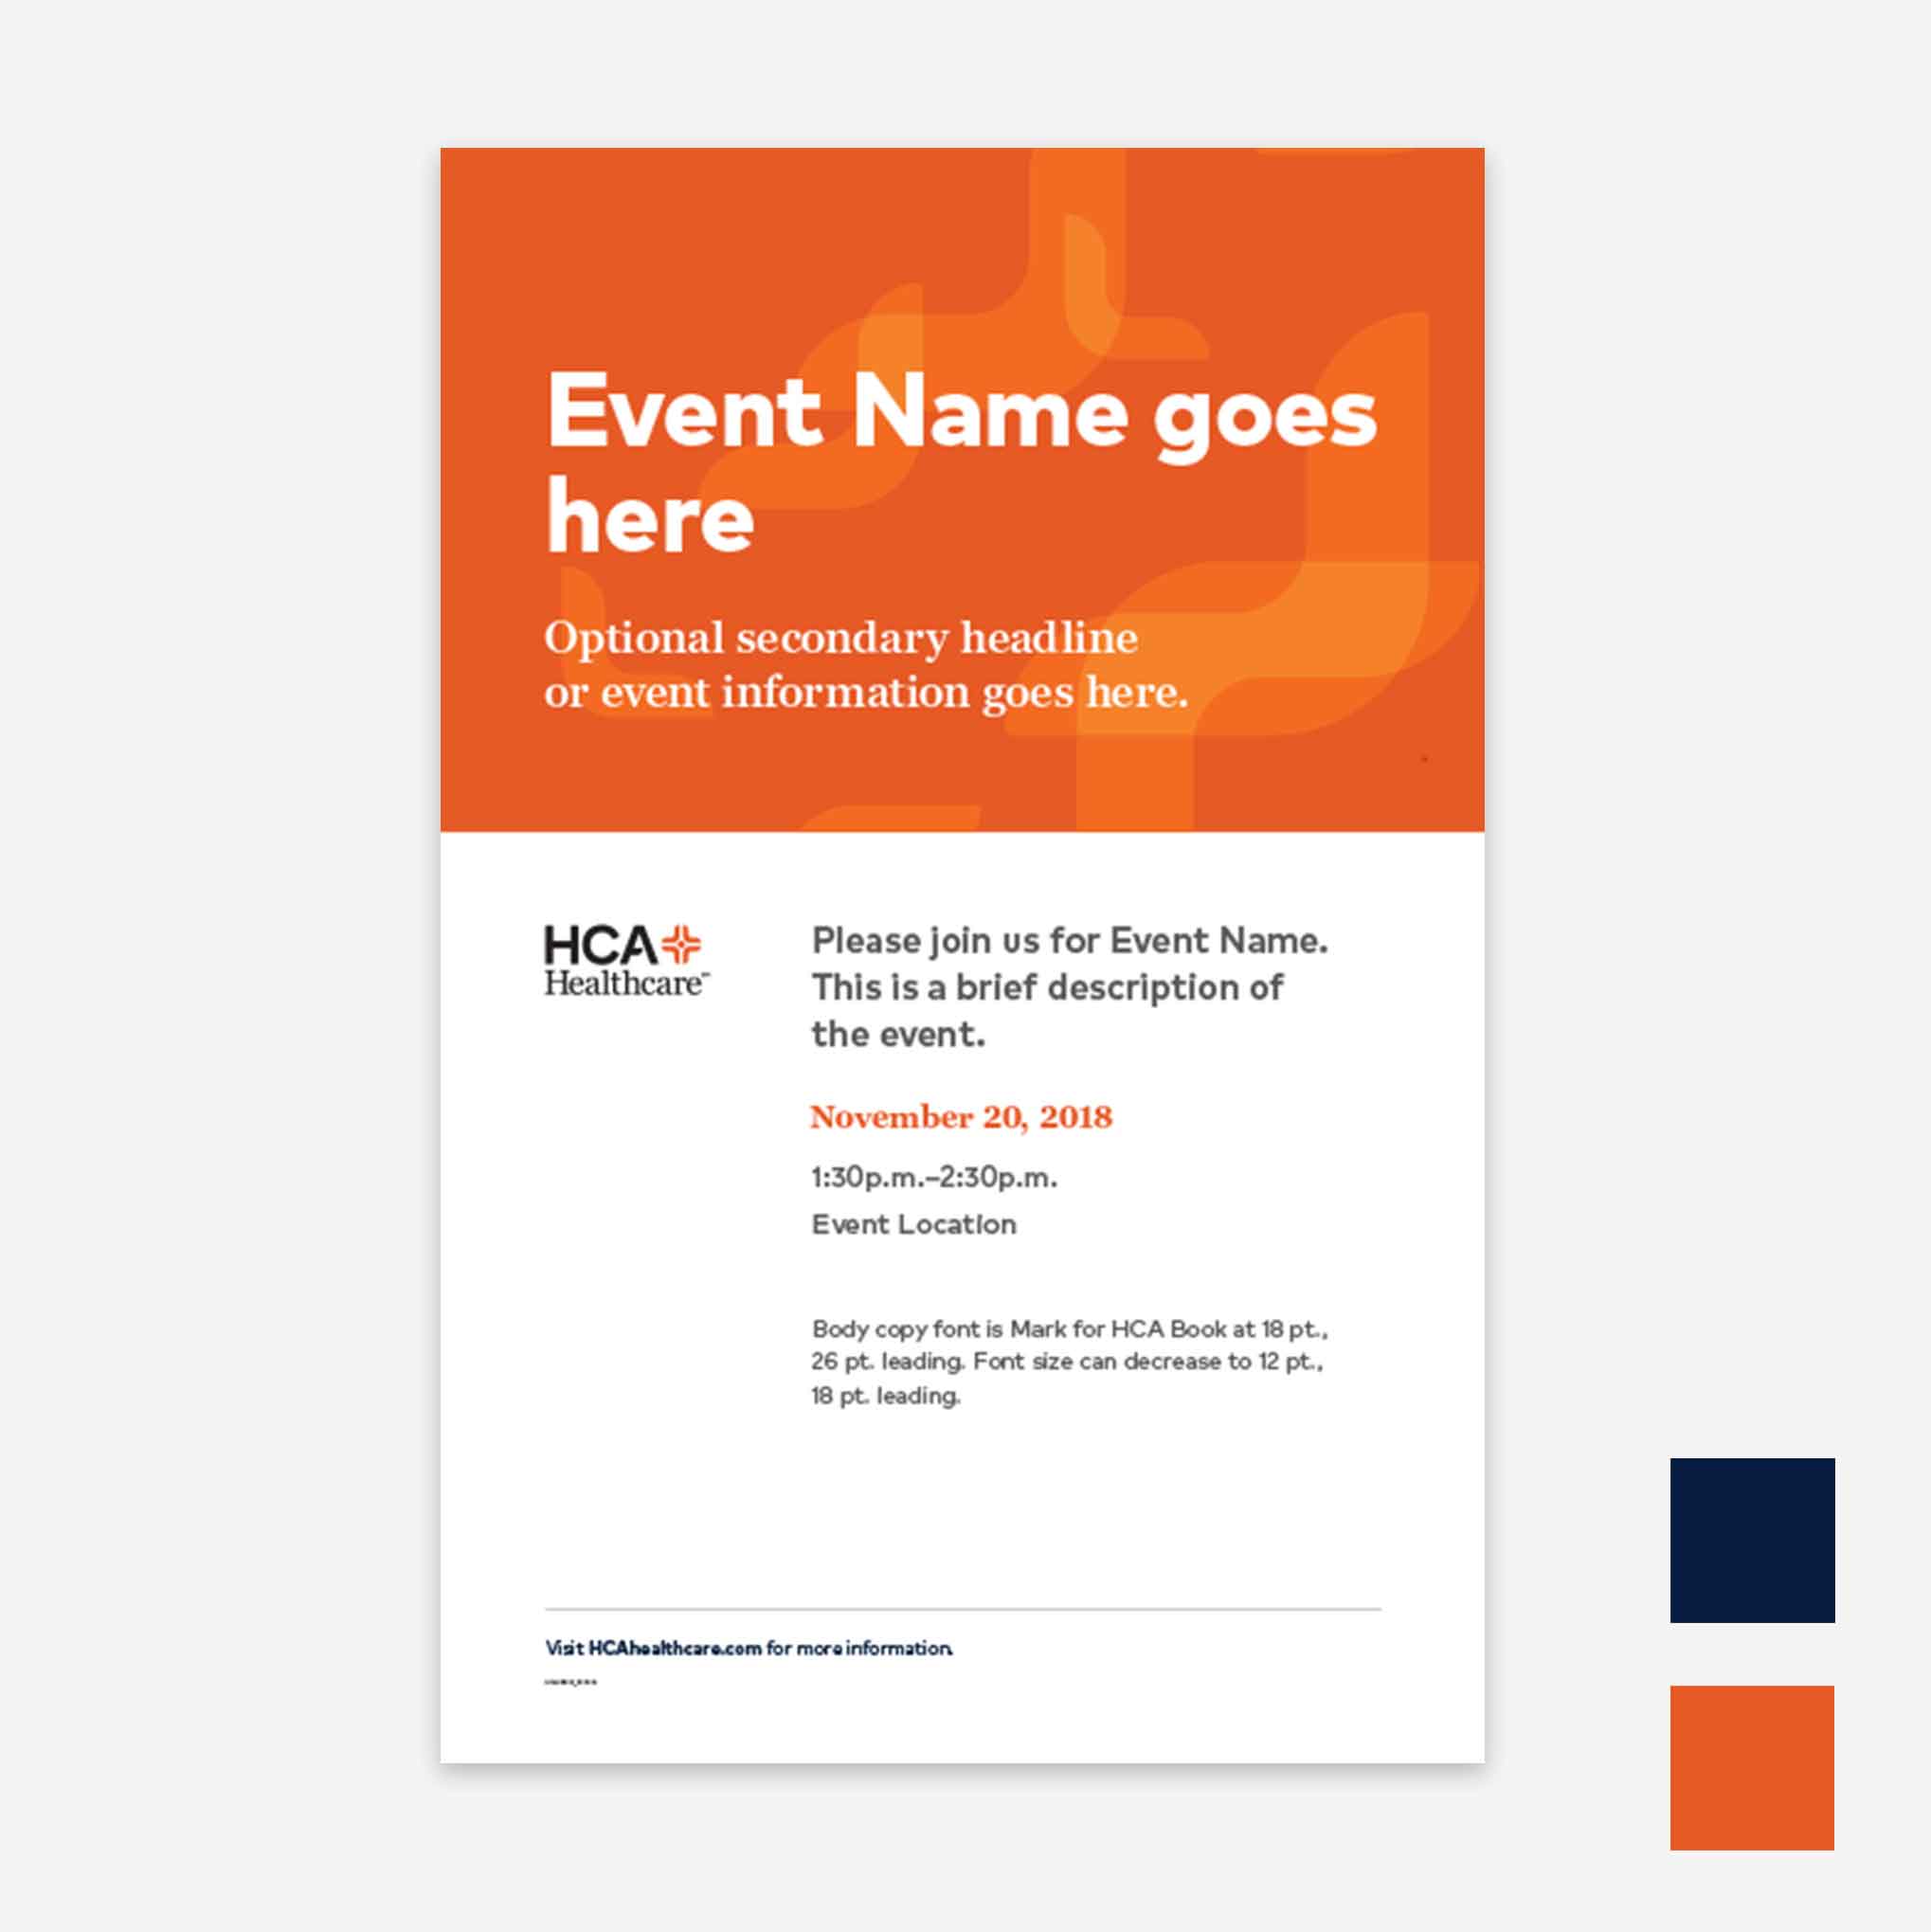 Event Name goes
here
Optional secondary headline
or event information goes here.
HCA
Healthcare™
Please join us for Event Name.
This is a brief description of
the event.
November 20, 2018
1:30p.m.–2:30p.m.
Event Location
Body copy font is Mark for HCA Book at 18 pt.,
26 pt. leading. Font size can decrease to 12 pt.,
18 pt. leading.
Visit HCAhealthcare.com for more information.